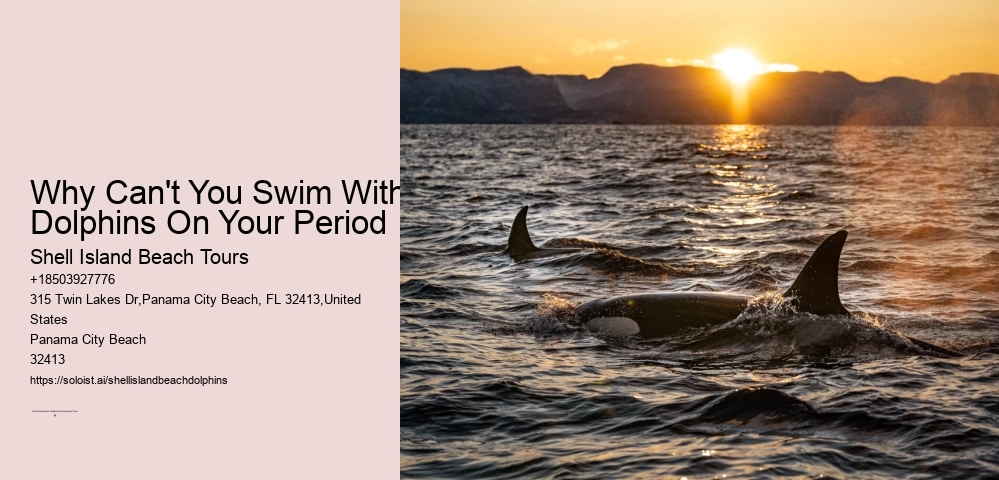 Why Can't You Swim With
Dolphins On Your Period
Shell Island Beach Tours
+18503927776
315 Twin Lakes Dr,Panama City Beach, FL 32413,United
States
Panama City Beach
32413
https://soloist.ai/shellislandbeachdolphins